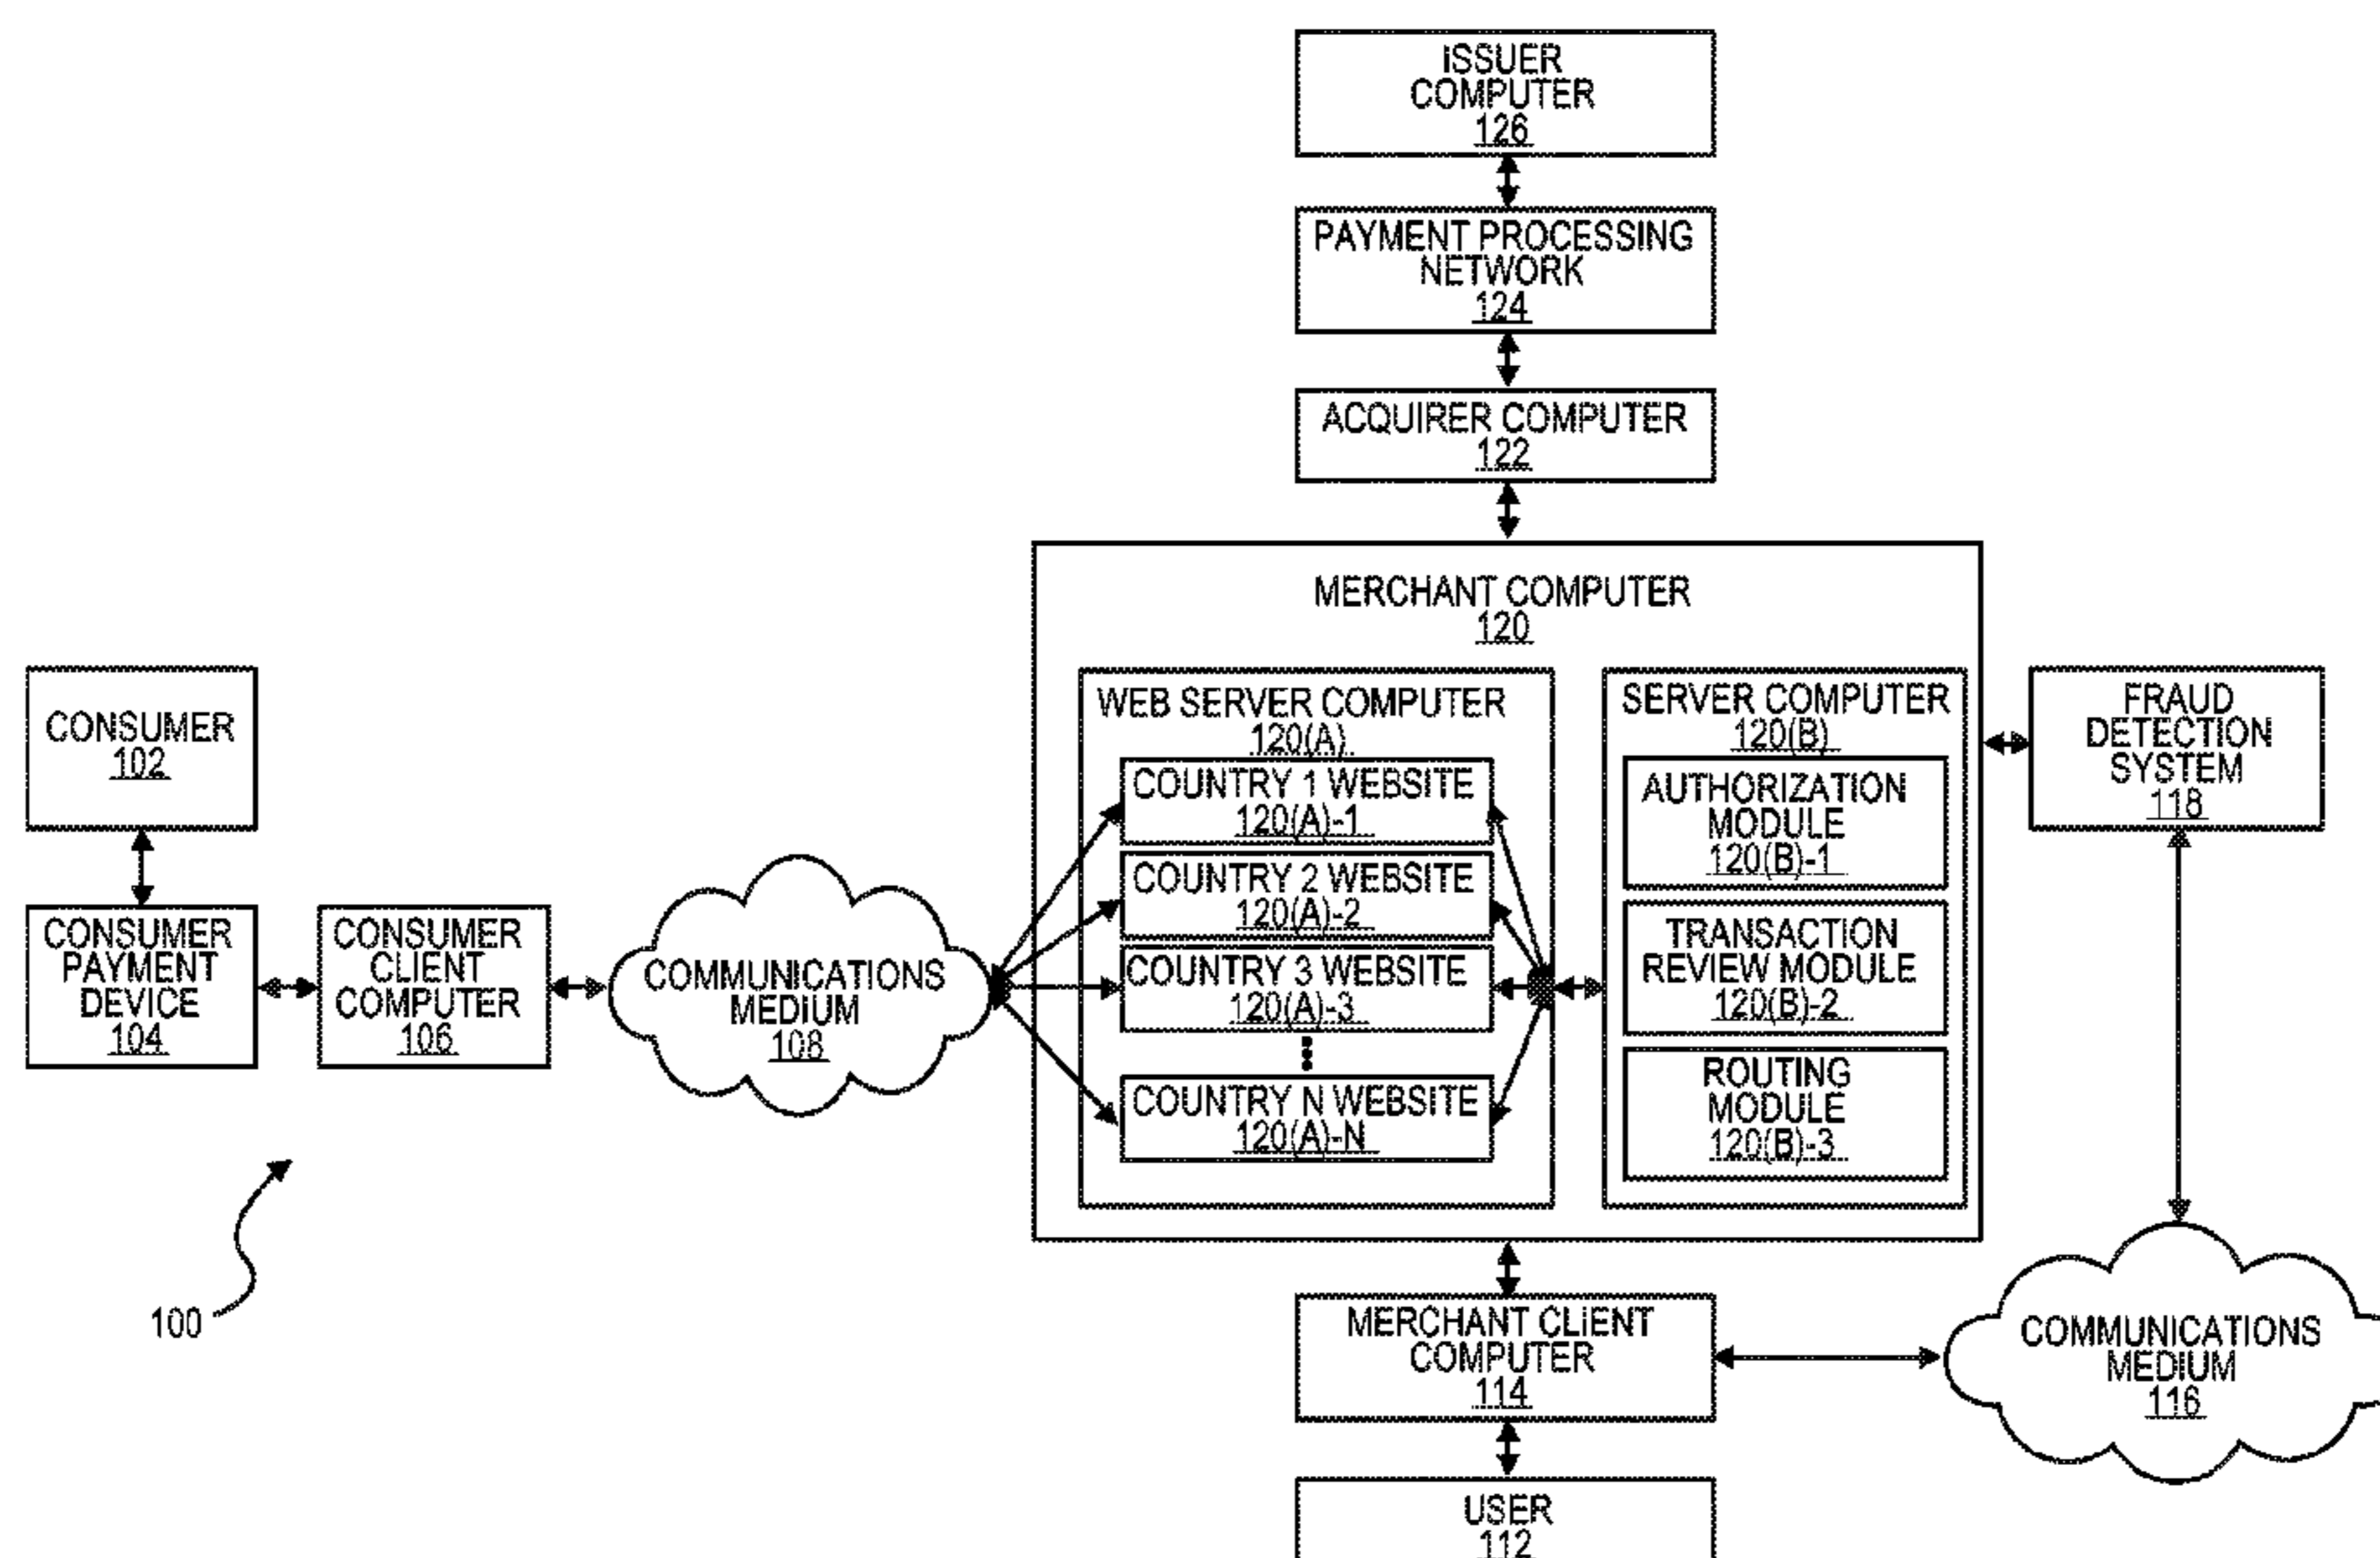 ISSUER
COMPUTER
126
PAYMENT PROCESSING
NETWORK
124
ACQUIRER COMPUTER
122
MERCHANT COMPUTER
120
CONSUMER
102
CONSUMER
PAYMENT
DEVICE
104
CONSUMER
CLIENT
COMPUTER
106
COMMUNICATIONS
MEDIUM
108
WEB SERVER COMPUTER
120(A)
COUNTRY 1 WEBSITE
120(A)-1
COUNTRY 2 WEBSITE
120(A)-2
COUNTRY 3 WEBSITE
120(A)-3
COUNTRY N WEBSITE
120(A)-N
SERVER COMPUTER
120(B)
AUTHORIZATION
MODULE
120(B)-1
TRANSACTION
REVIEW MODULE
120(B)-2
ROUTING
MODULE
120(B)-3
FRAUD
DETECTION
SYSTEM
118
100
MERCHANT CLIENT
COMPUTER
114
COMMUNICATIONS
MEDIUM
116
USER
112